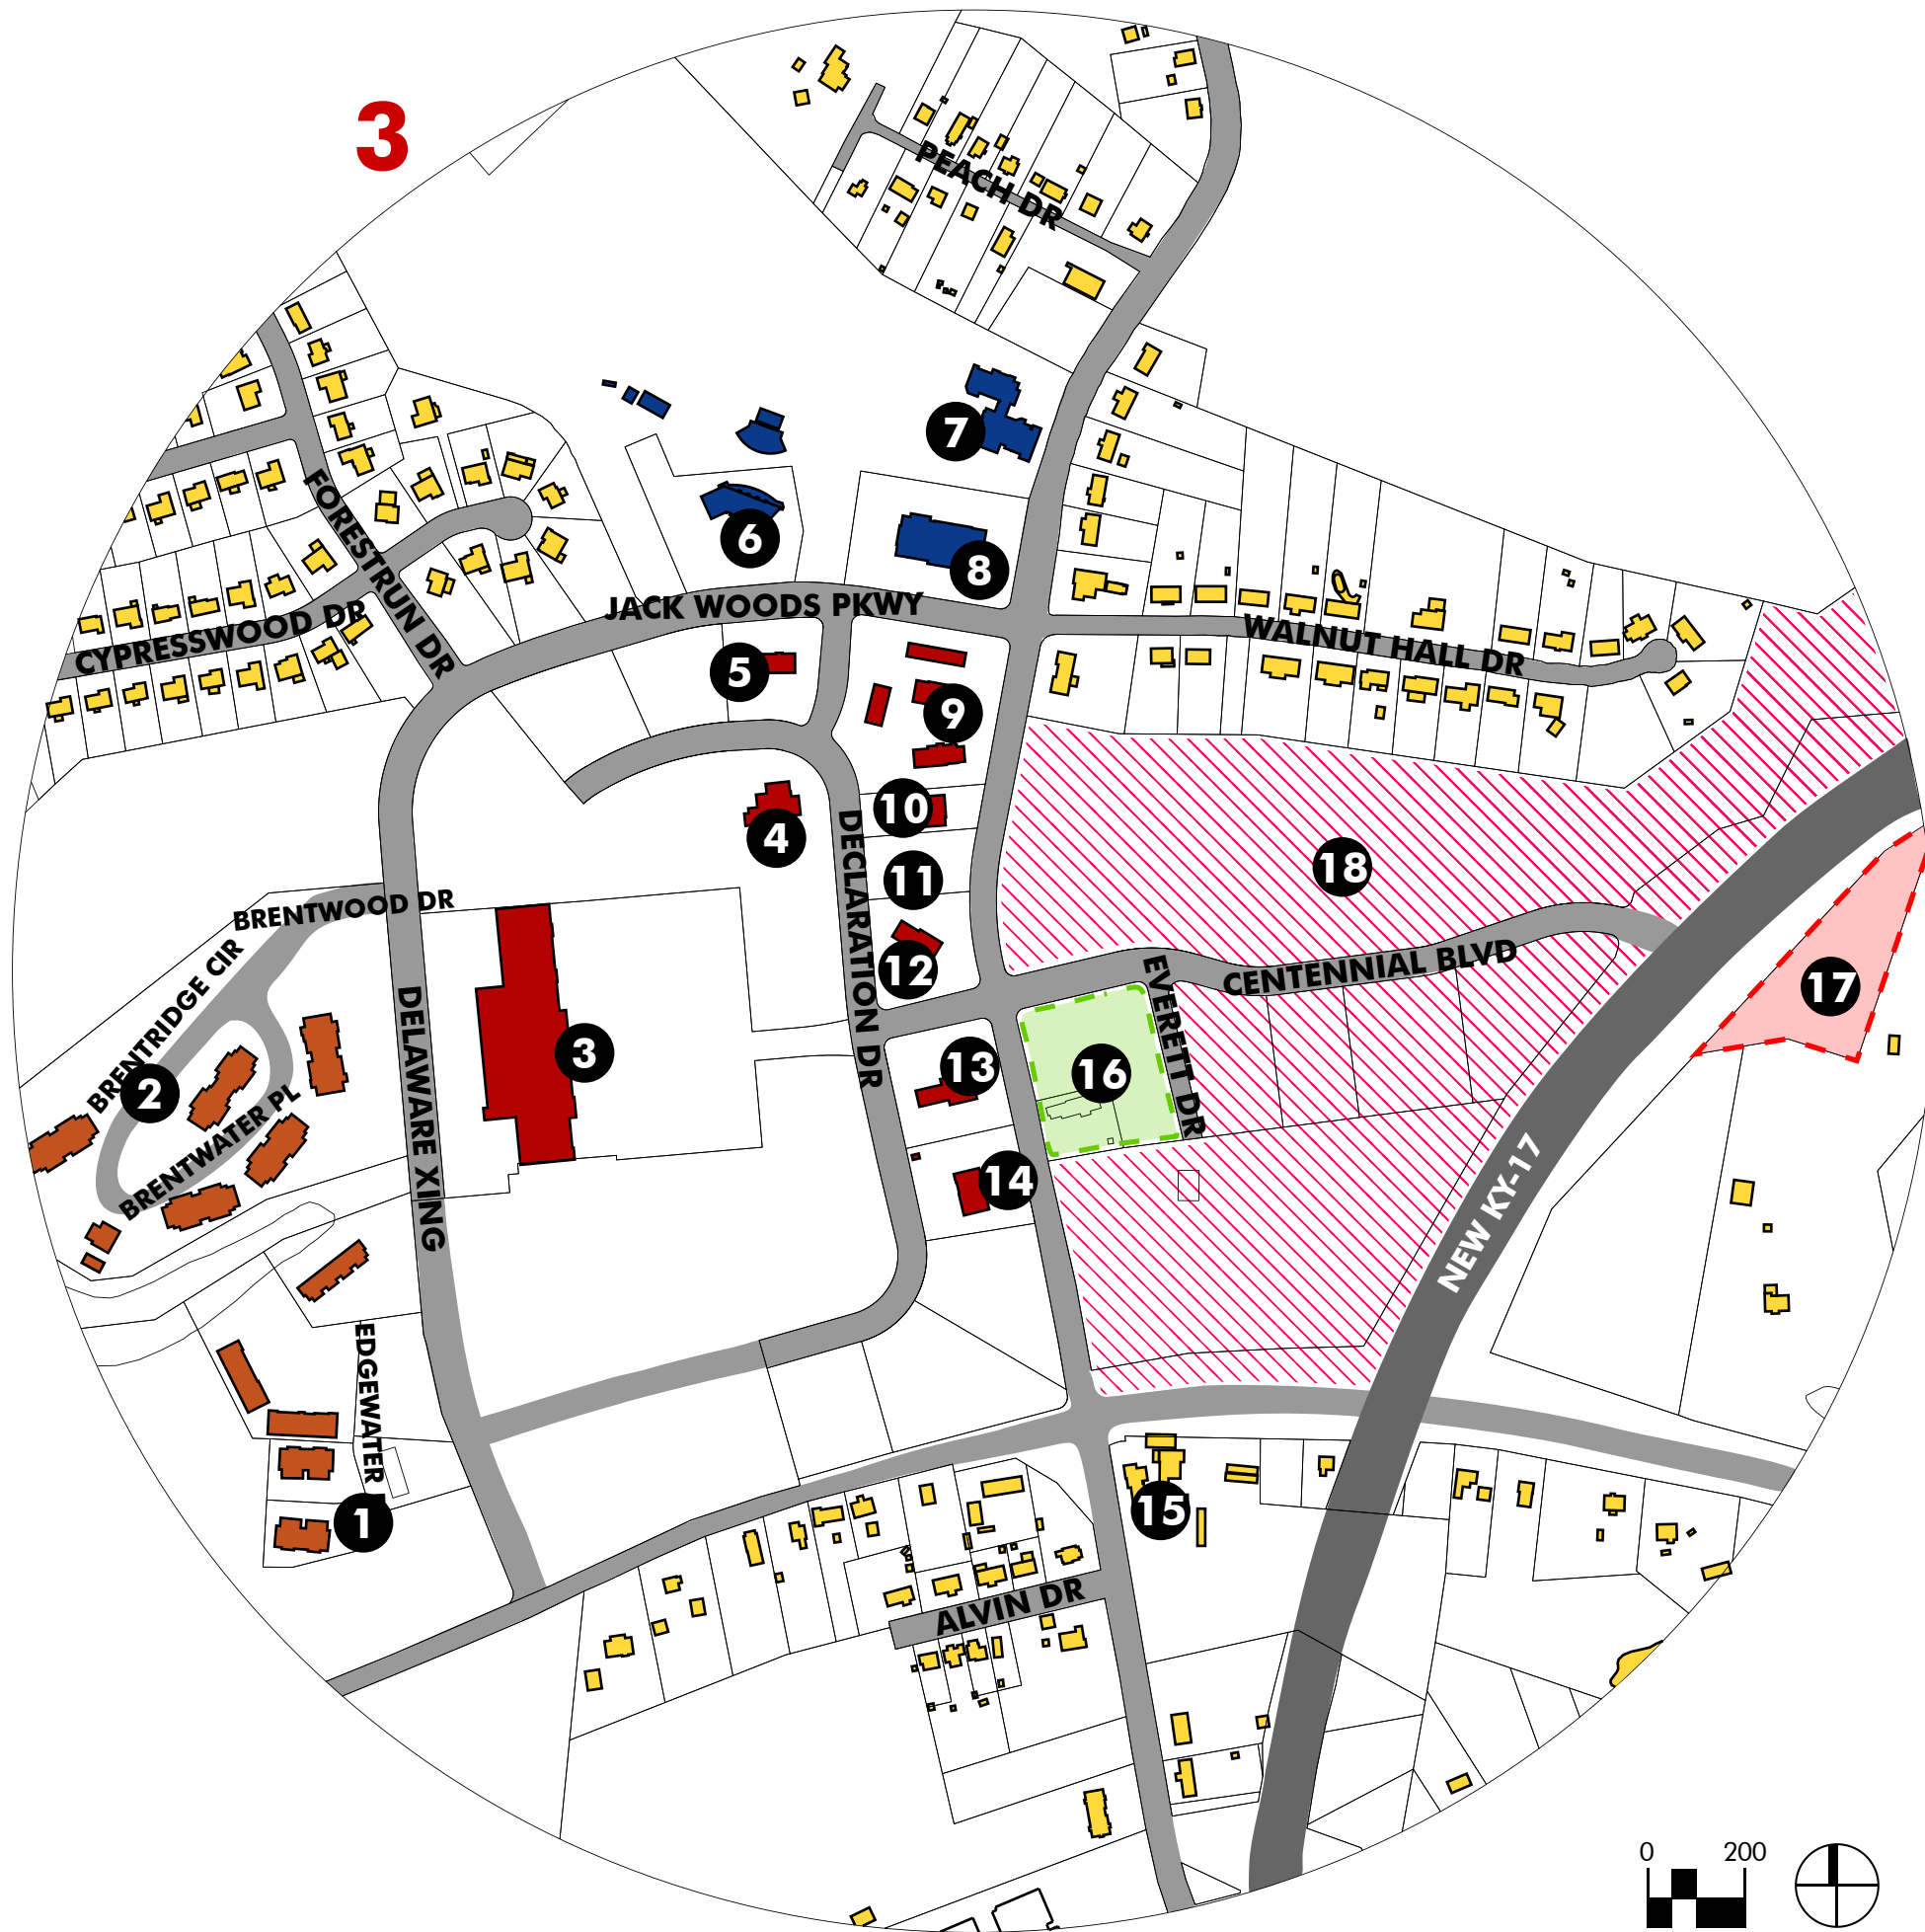 3
PEACH DR
7
FORESTRUN DR
6
8
JACK WOODS PKWY
CYPRESSWOOD DR
WALNUT HALL DR
5
9
10
4
18
DECLARATION DR
11
BRENTWOOD DR
12
CENTENNIAL BLVD
EVERETT DR
17
BRENTRIDGE CIR
DELAWARE XING
3
13
16
2
BRENTWATER PL
14
NEW KY-17
EDGEWATER
1
15
ALVIN DR
0 200